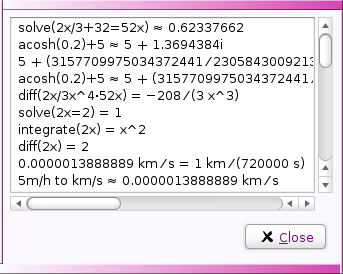 solve(2x/3+32=52x) ≈ 0.62337662
acosh(0.2)+5 ≈ 5 + 1.3694384i
5 + (3157709975034372441/2305843009213
acosh(0.2)+5 ≈ 5 + (3157709975034372441,
diff(2x/3x^4·52x) = −208/(3 x^3)
solve(2x=2) = 1
integrate(2x) = x^2
diff(2x) = 2
0.0000013888889 km/s = 1 km/(720000 s)
5m/h to km/s ≈ 0.0000013888889 km/s
Close